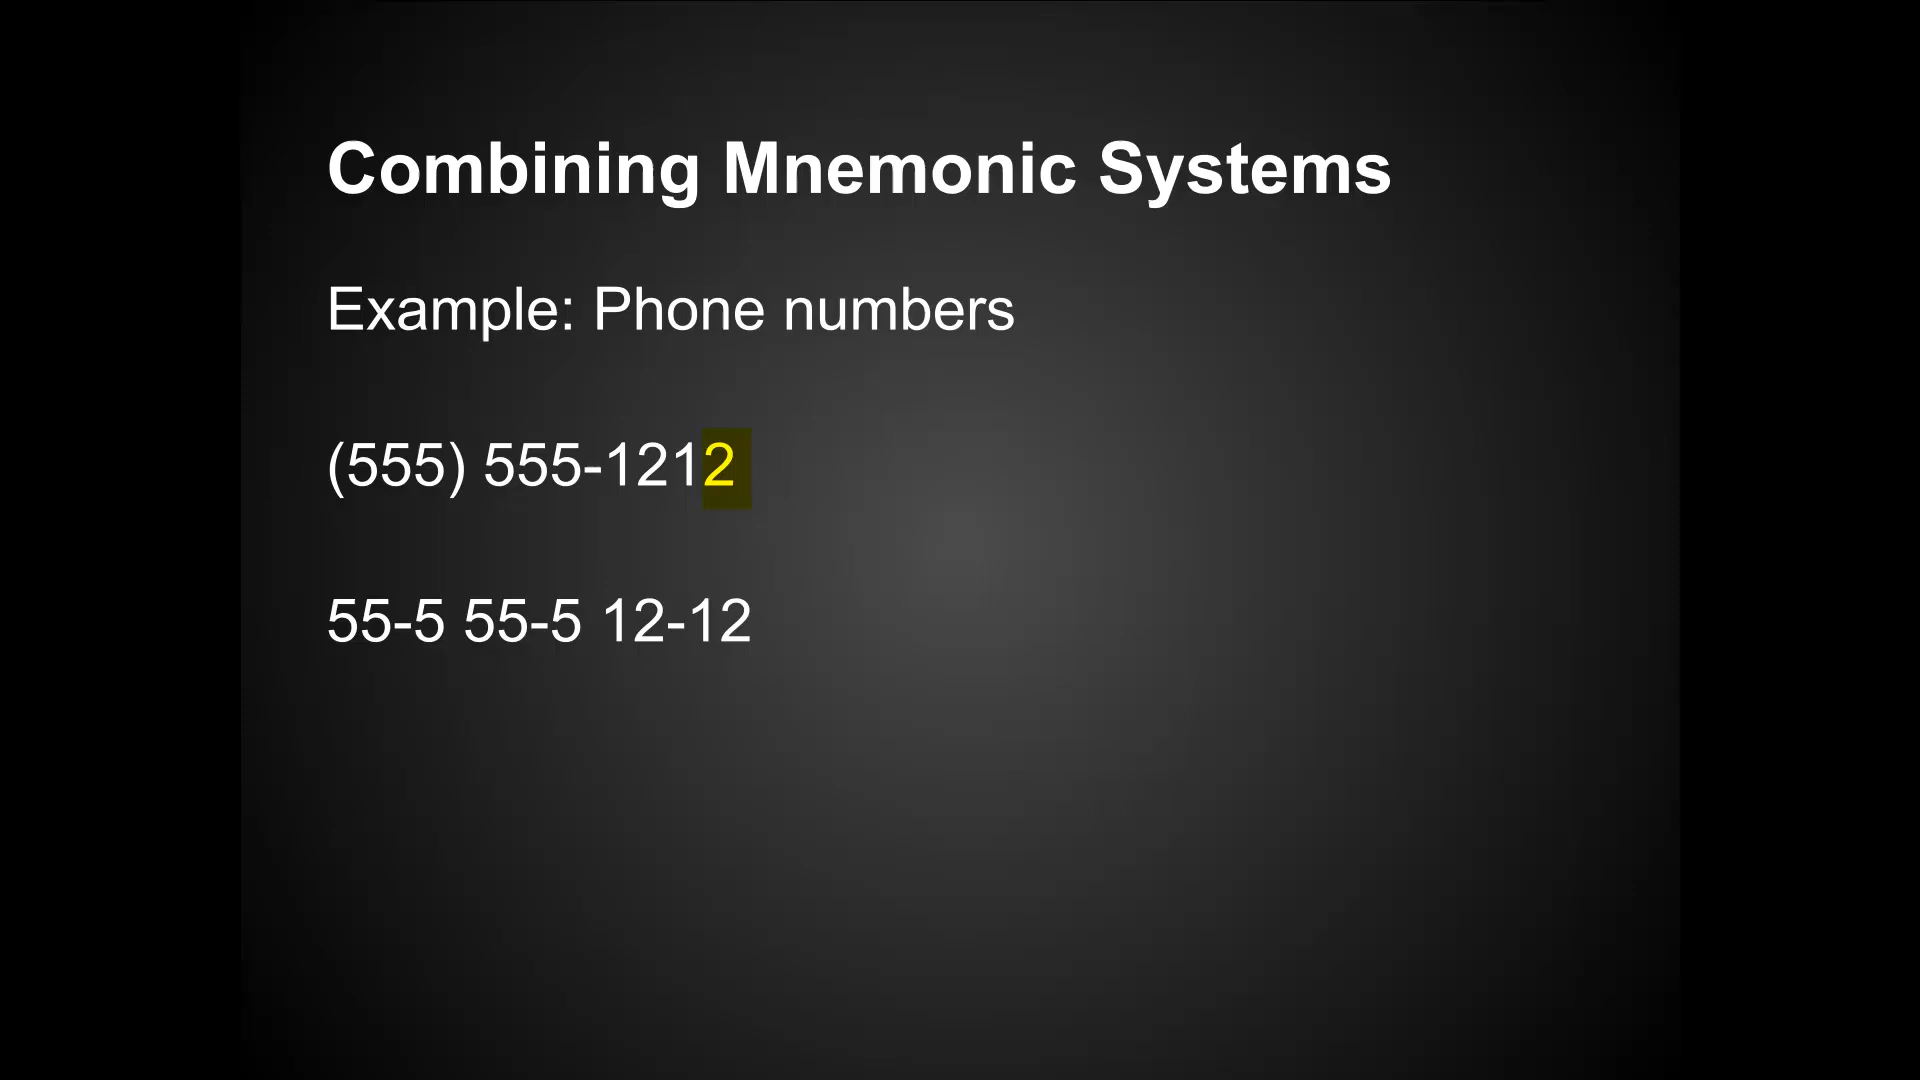 Combining Mnemonic Systems
Example: Phone numbers
(555) 555-1212
55-5 55-5 12-12